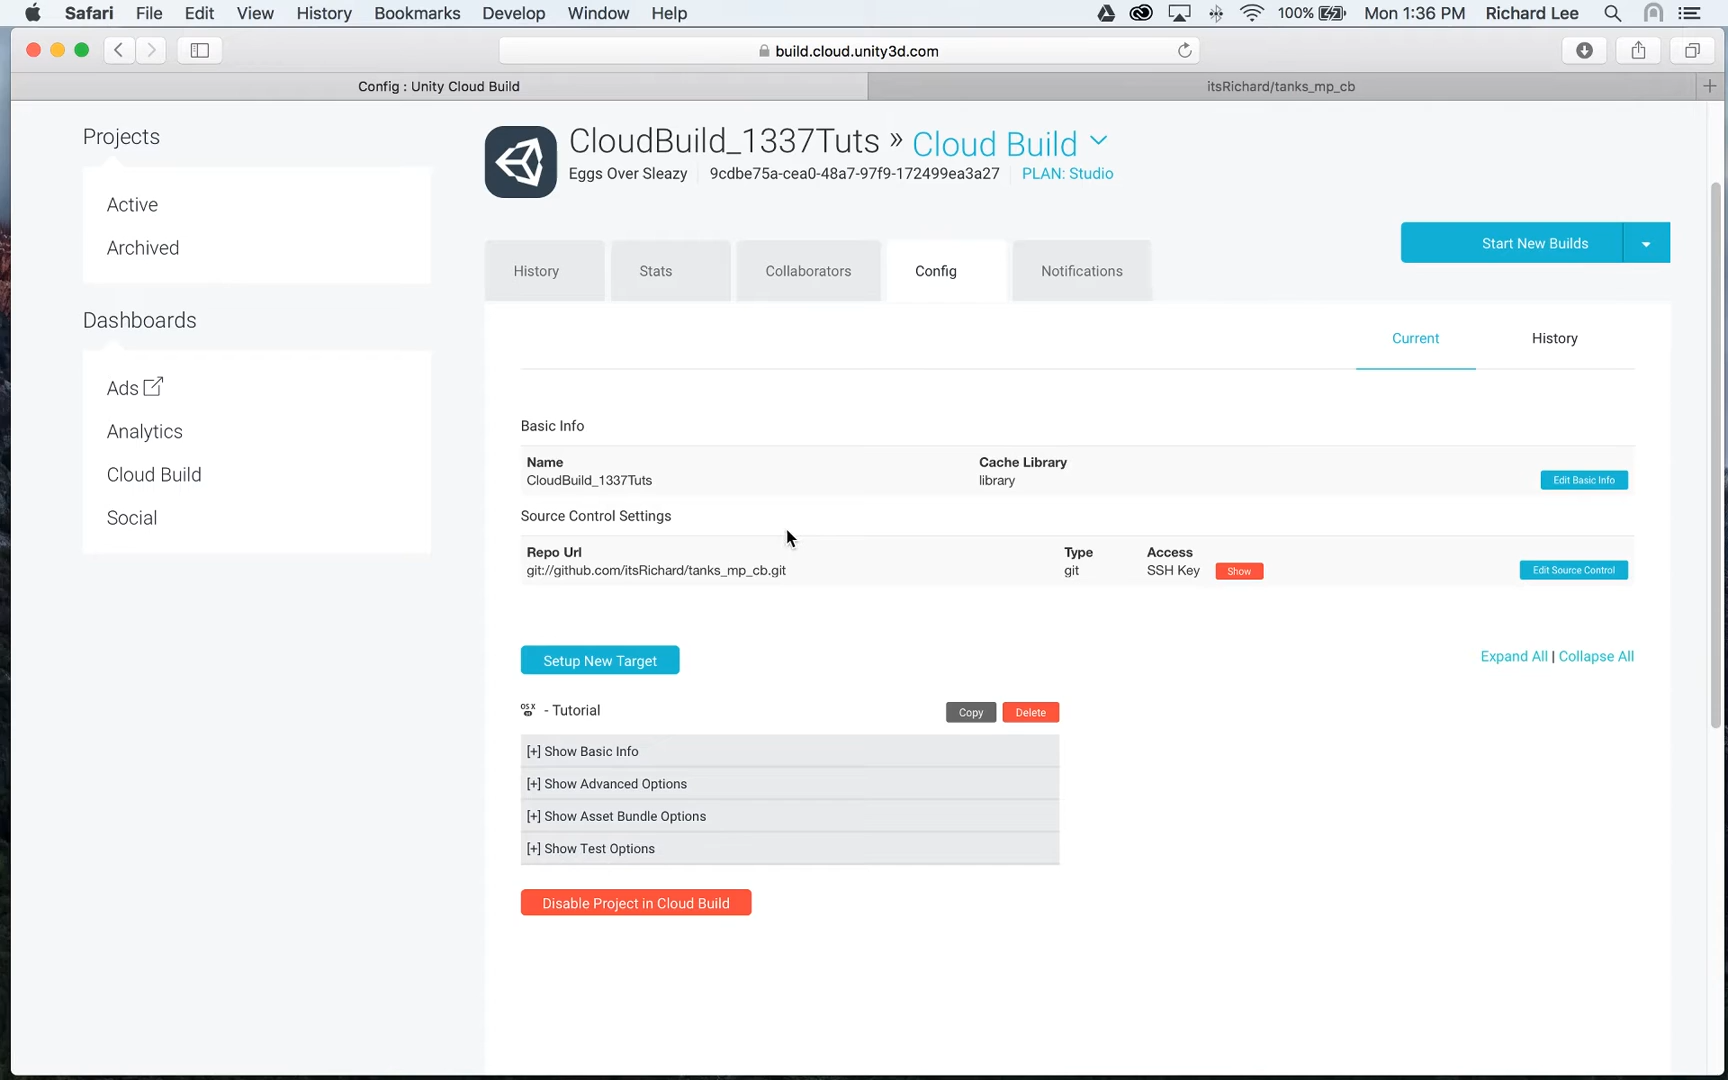 Safari File Edit View History Bookmarks Develop Window Help 100% Mon 1:36 PM Richard Lee
build.cloud.unity3d.com
Config : Unity Cloud Build itsRichard/tanks_mp_cb
Projects
Active
Archived
Dashboards
Ads
Analytics
Cloud Build
Social
CloudBuild_1337Tuts » Cloud Build
Eggs Over Sleazy 9cdbe75a-cea0-48a7-97f9-172499ea3a27 PLAN: Studio
Start New Builds
History Stats Collaborators Config Notifications
Current History
Basic Info
Name Cache Library
CloudBuild_1337Tuts library Edit Basic Info
Source Control Settings
Repo Url Type Access
git://github.com/itsRichard/tanks_mp_cb.git git SSH Key Show Edit Source Control
Setup New Target Expand All | Collapse All
OS X - Tutorial Copy Delete
[+] Show Basic Info
[+] Show Advanced Options
[+] Show Asset Bundle Options
[+] Show Test Options
Disable Project in Cloud Build